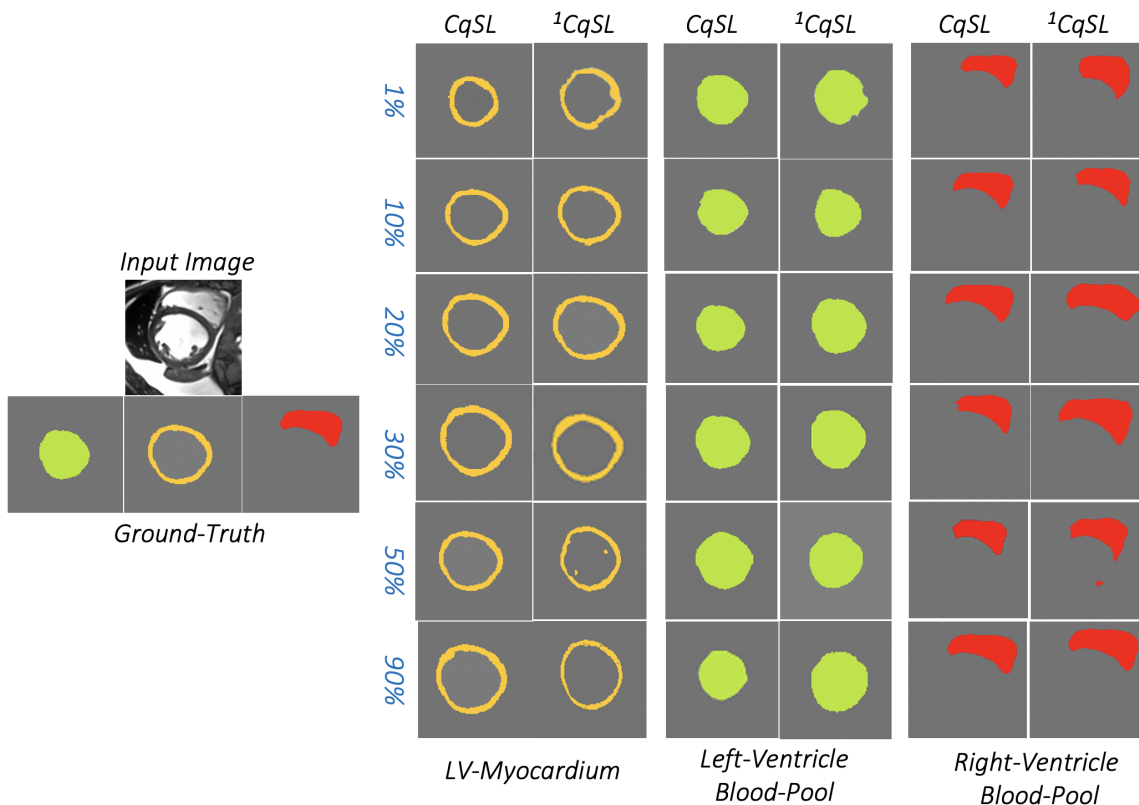 CqSL ¹CqSL CqSL ¹CqSL CqSL ¹CqSL
1%
10%
20%
30%
50%
90%
Input Image
Ground-Truth
LV-Myocardium
Left-Ventricle
Blood-Pool
Right-Ventricle
Blood-Pool